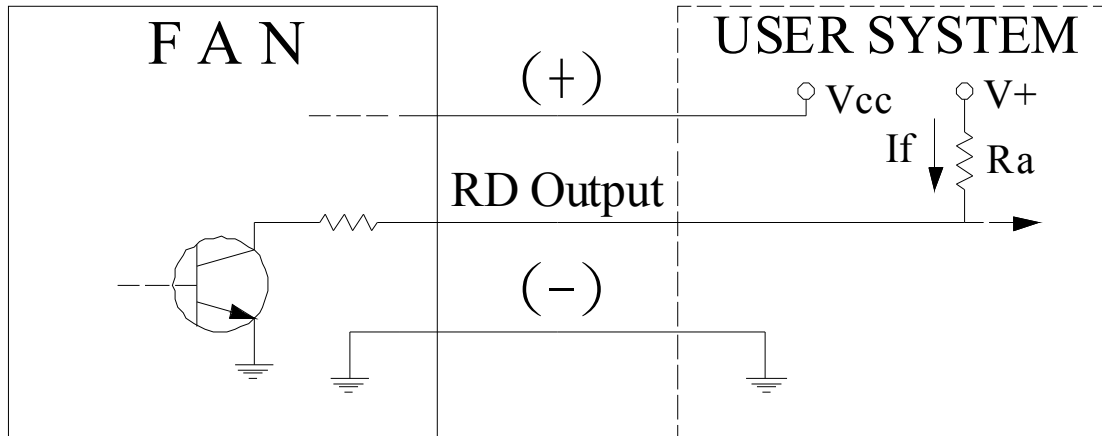 F A N
USER SYSTEM
(+)
Vcc
V+
If
Ra
RD Output
(-)